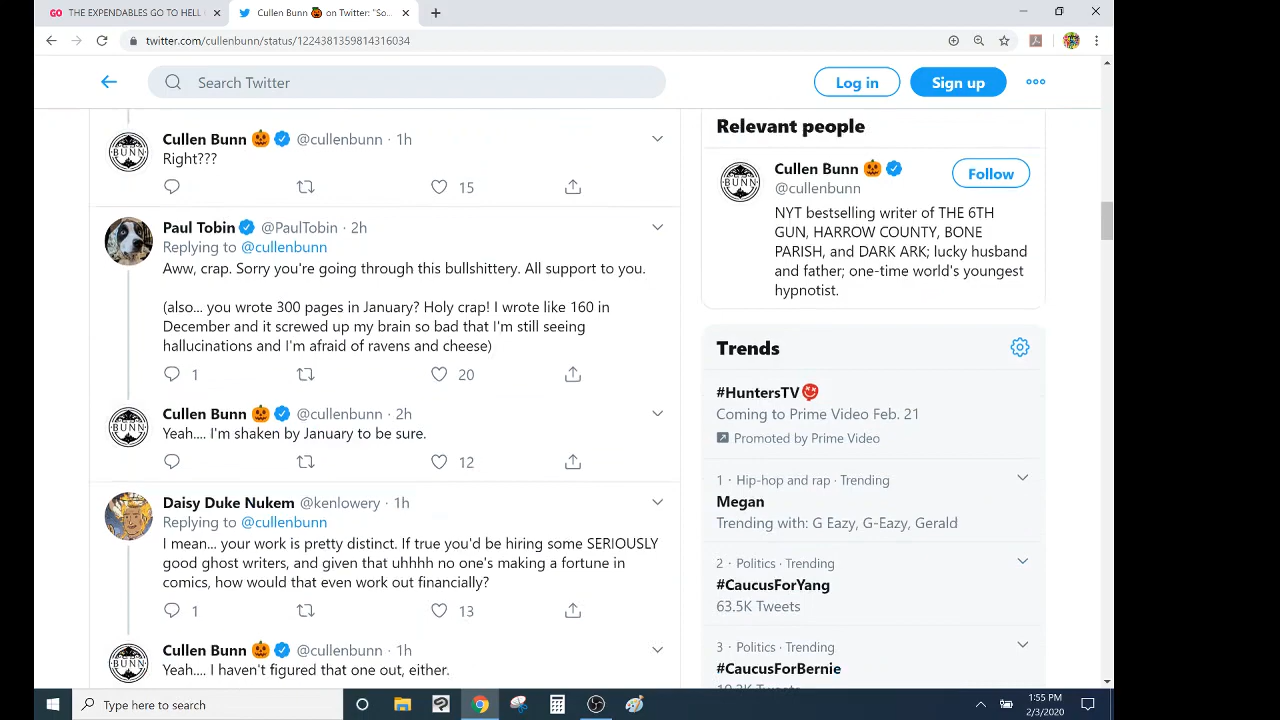 THE EXPENDABLES GO TO HELL
Cullen Bunn 🎃 on Twitter: "So...
twitter.com/cullenbunn/status/1224381359814316034
Search Twitter
Log in
Sign up
Cullen Bunn 🎃 @cullenbunn · 1h
Right???
15
Paul Tobin @PaulTobin · 2h
Replying to @cullenbunn
Aww, crap. Sorry you're going through this bullshittery. All support to you.
(also... you wrote 300 pages in January? Holy crap! I wrote like 160 in
December and it screwed up my brain so bad that I'm still seeing
hallucinations and I'm afraid of ravens and cheese)
1 20
Cullen Bunn 🎃 @cullenbunn · 2h
Yeah.... I'm shaken by January to be sure.
12
Daisy Duke Nukem @kenlowery · 1h
Replying to @cullenbunn
I mean... your work is pretty distinct. If true you'd be hiring some SERIOUSLY
good ghost writers, and given that uhhhh no one's making a fortune in
comics, how would that even work out financially?
1 13
Cullen Bunn 🎃 @cullenbunn · 1h
Yeah.... I haven't figured that one out, either.
BUNN
BUNN
BUNN
Relevant people
BUNN
Cullen Bunn 🎃
Follow
@cullenbunn
NYT bestselling writer of THE 6TH
GUN, HARROW COUNTY, BONE
PARISH, and DARK ARK; lucky husband
and father; one-time world's youngest
hypnotist.
Trends
#HuntersTV
Coming to Prime Video Feb. 21
Promoted by Prime Video
1 · Hip-hop and rap · Trending
Megan
Trending with: G Eazy, G-Eazy, Gerald
2 · Politics · Trending
#CaucusForYang
63.5K Tweets
3 · Politics · Trending
#CaucusForBernie
Type here to search
1:55 PM
2/3/2020